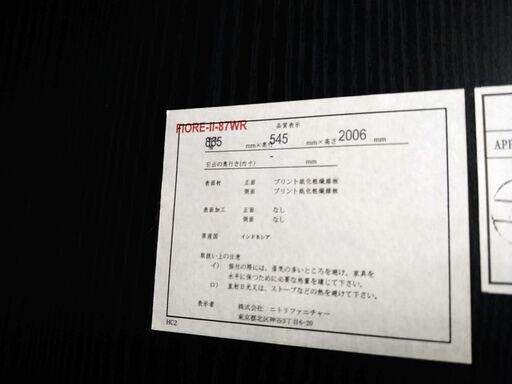 FIORE-II-87WR
品質表示
865 mm×奥行 545 mm×高さ 2006 mm
引出の奥行き(内寸) - mm
表面材 正面 プリント紙化粧繊維板
側面 プリント紙化粧繊維板
表面加工 正面 なし
側面 なし
原産国 インドネシア
取扱い上の注意
イ) 据付の際には、湿気の多いところを避け、家具を
水平に保つために必要な処置を講じて下さい。
ロ) 直射日光又は、ストーブなどの熱を避けて下さい。
表示者 株式会社 ニトリファニチャー
東京都北区神谷3丁目6-20
HC2
APP